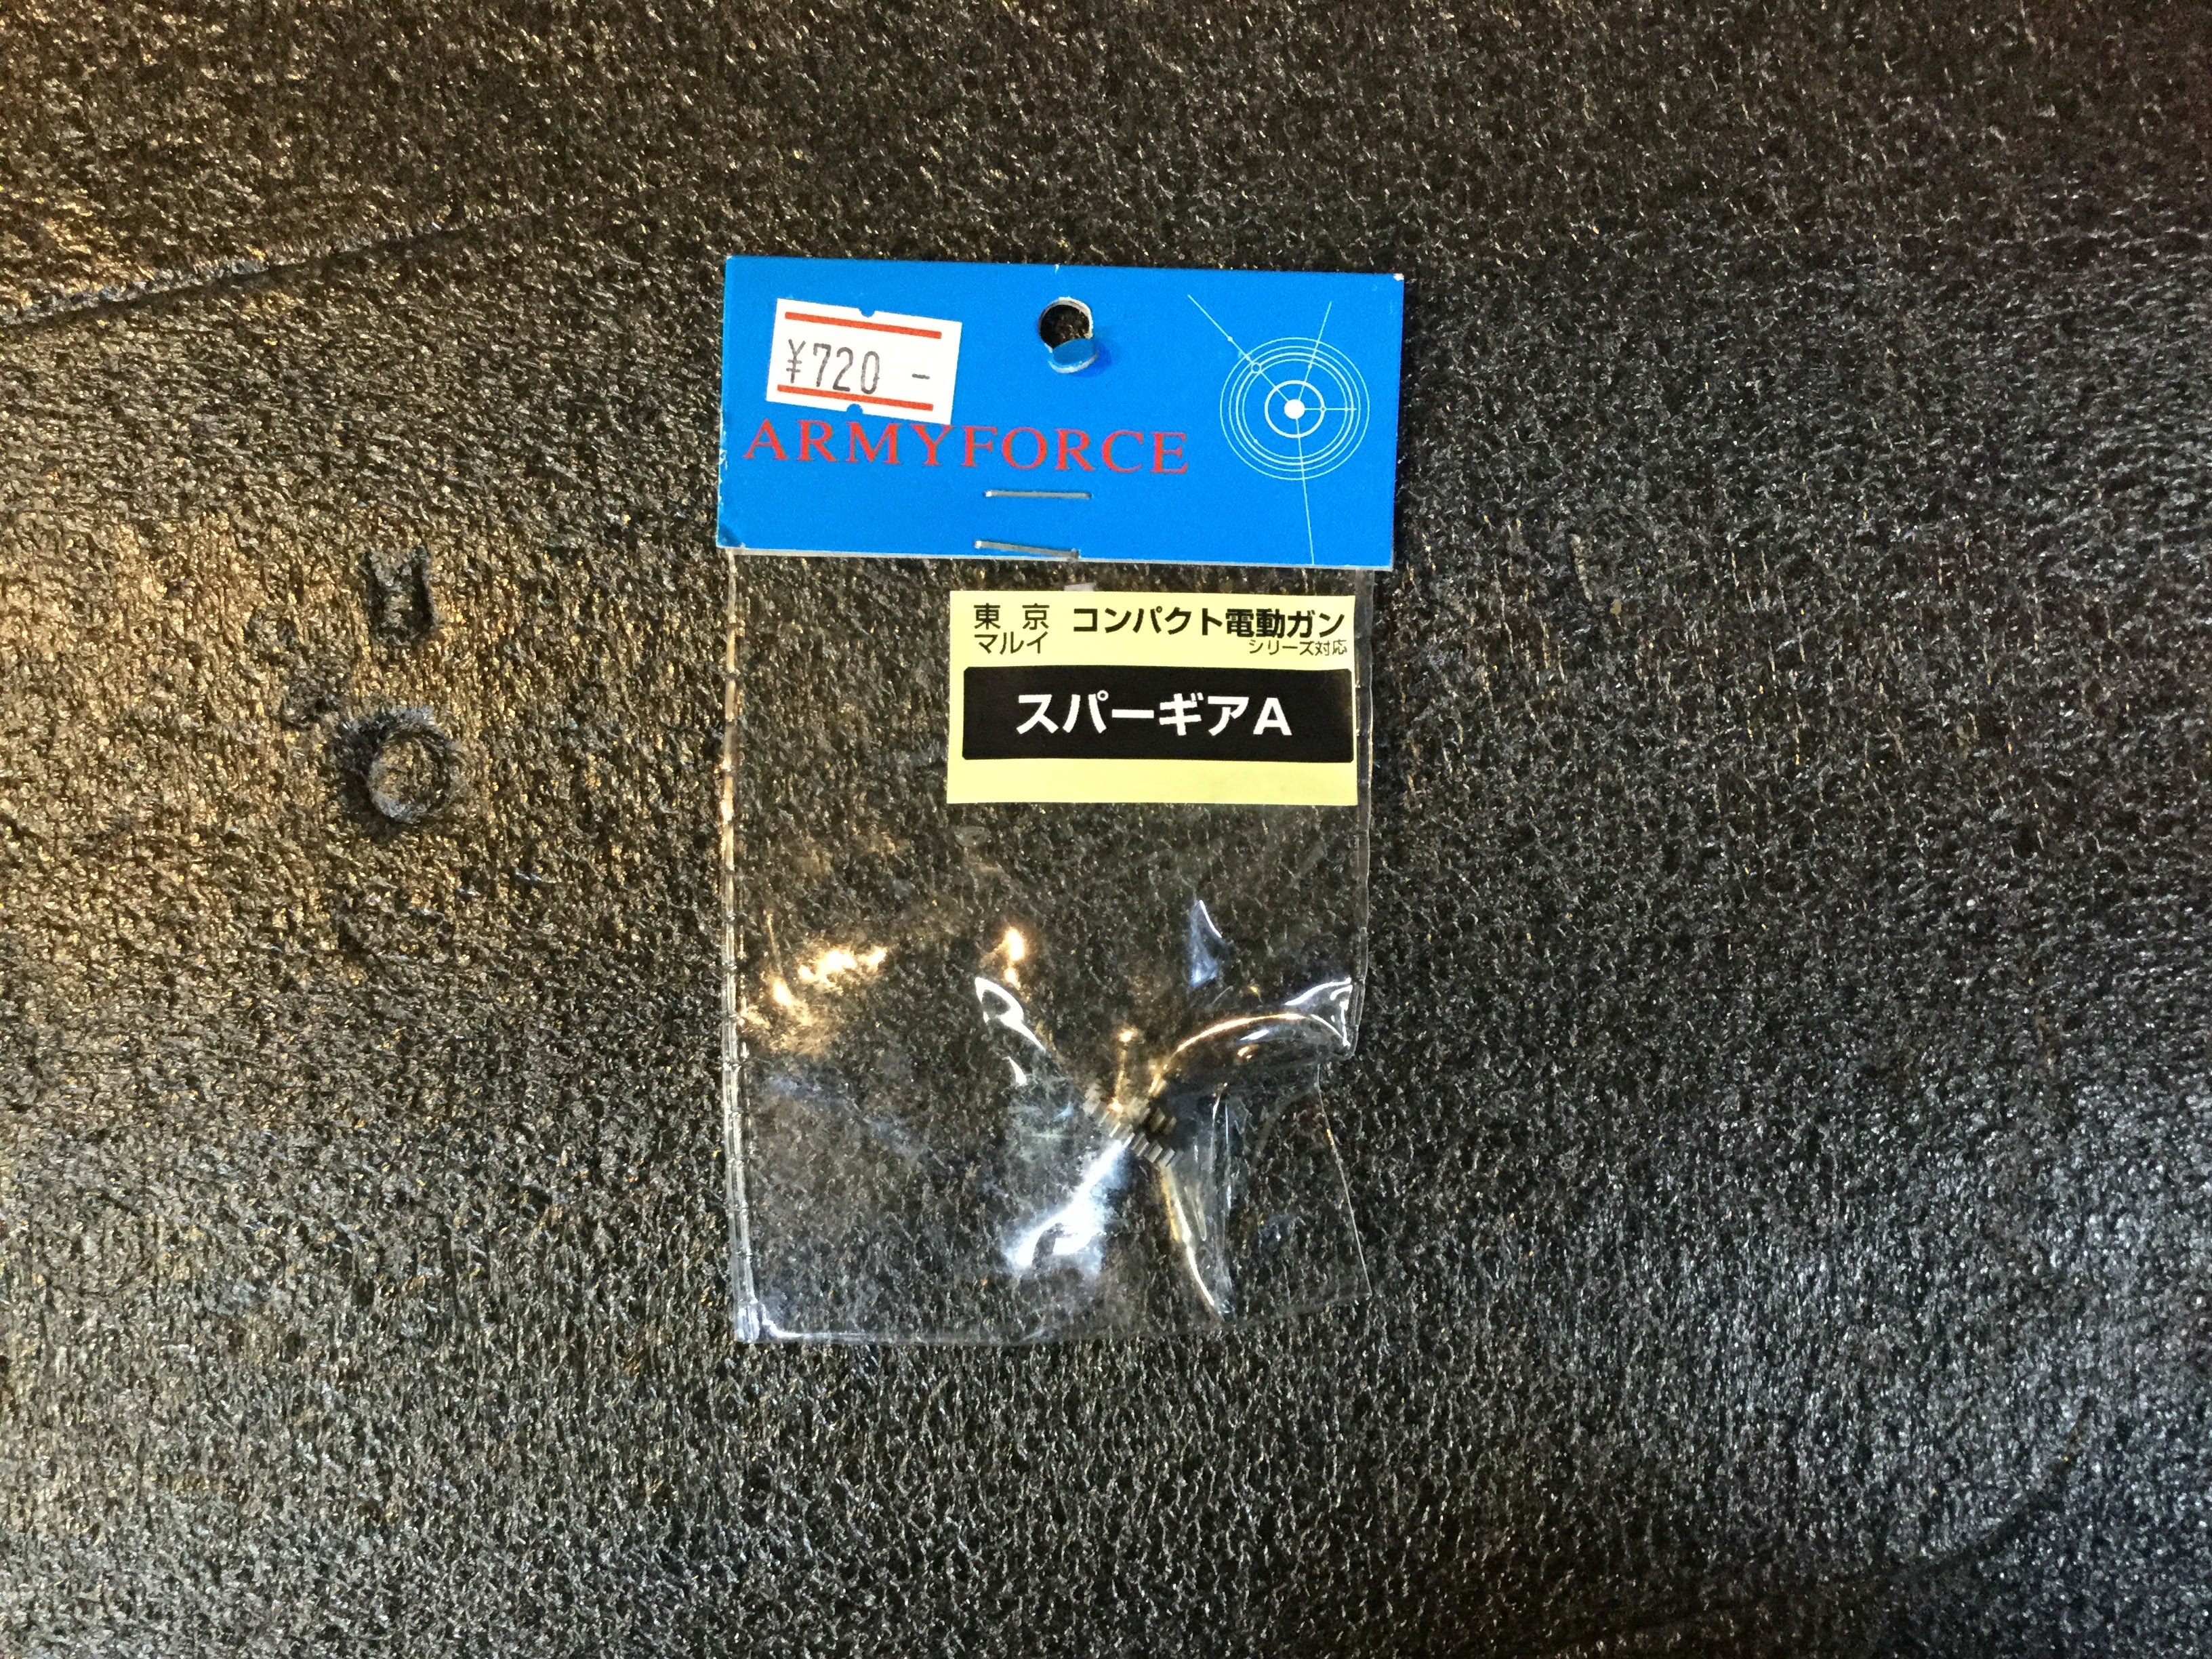 ¥720 -
ARMYFORCE
東京 コンパクト電動ガン
マルイ シリーズ対応
スパーギアA